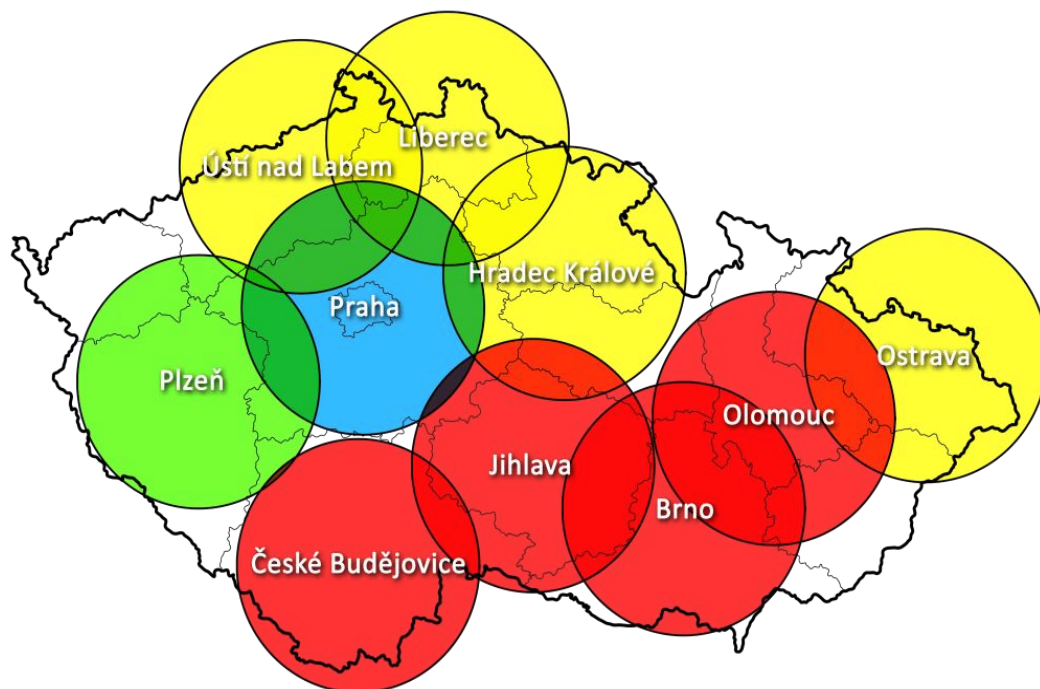 Liberec
Ústí nad Labem
Hradec Králové
Praha
Ostrava
Plzeň
Olomouc
Jihlava
Brno
České Budějovice